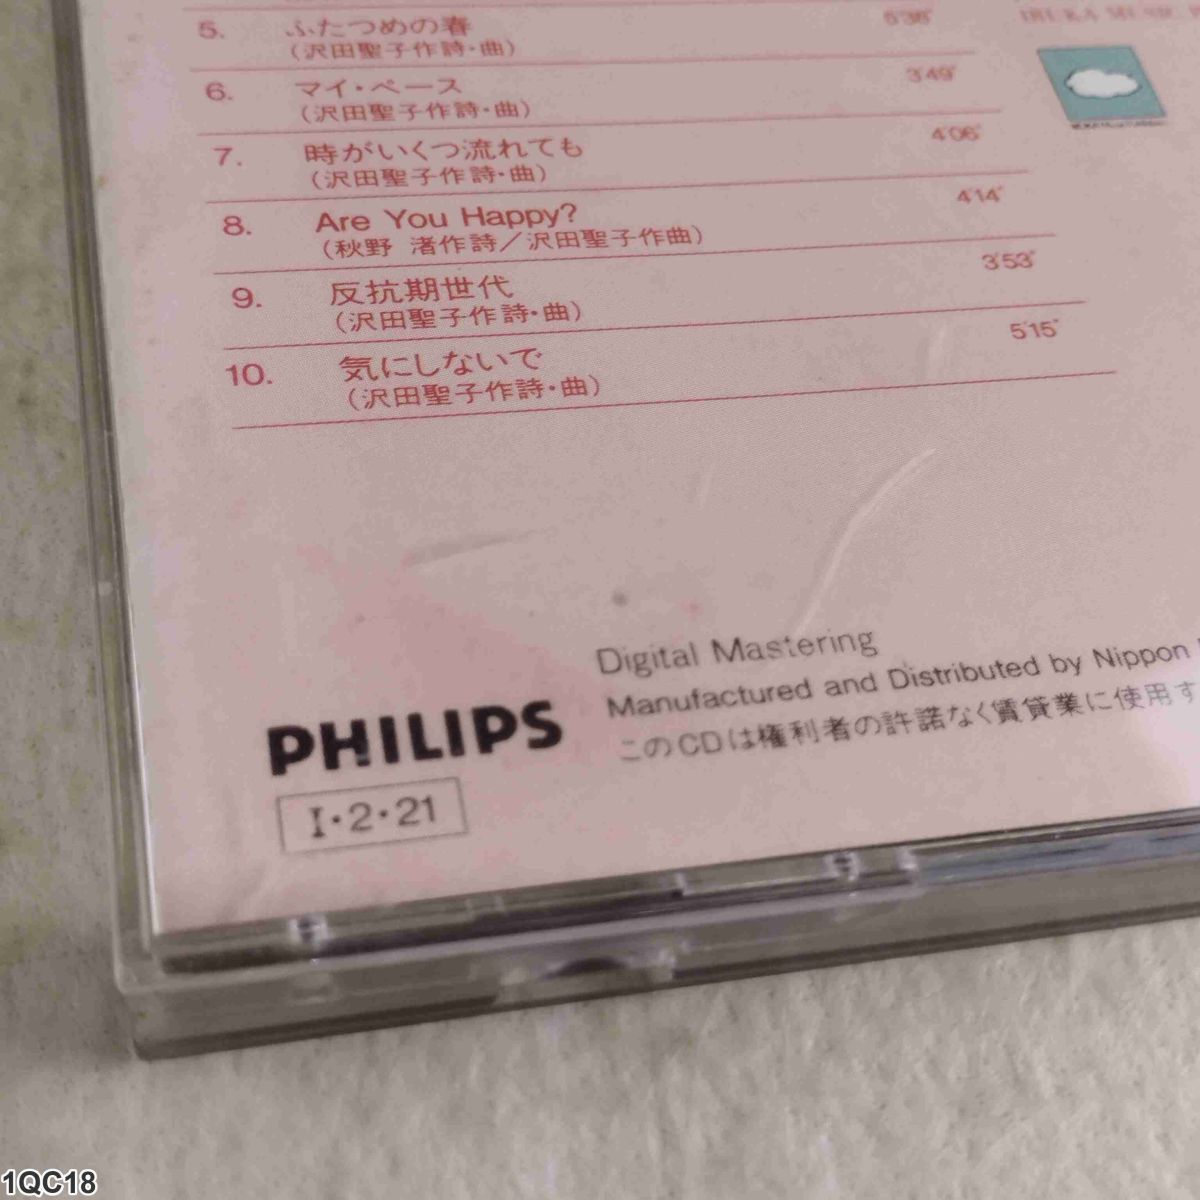 5. ふたつめの春 5'36"
(沢田聖子作詩・曲)
6. マイ・ペース 3'49"
(沢田聖子作詩・曲)
7. 時がいくつ流れても 4'06"
(沢田聖子作詩・曲)
8. Are You Happy? 4'14"
(秋野 渚作詩/沢田聖子作曲)
9. 反抗期世代 3'53"
(沢田聖子作詩・曲)
10. 気にしないで 5'15"
(沢田聖子作詩・曲)
Digital Mastering
Manufactured and Distributed by Nippon
このCDは権利者の許諾なく賃貸業に使用す
PHILIPS
I・2・21
1QC18